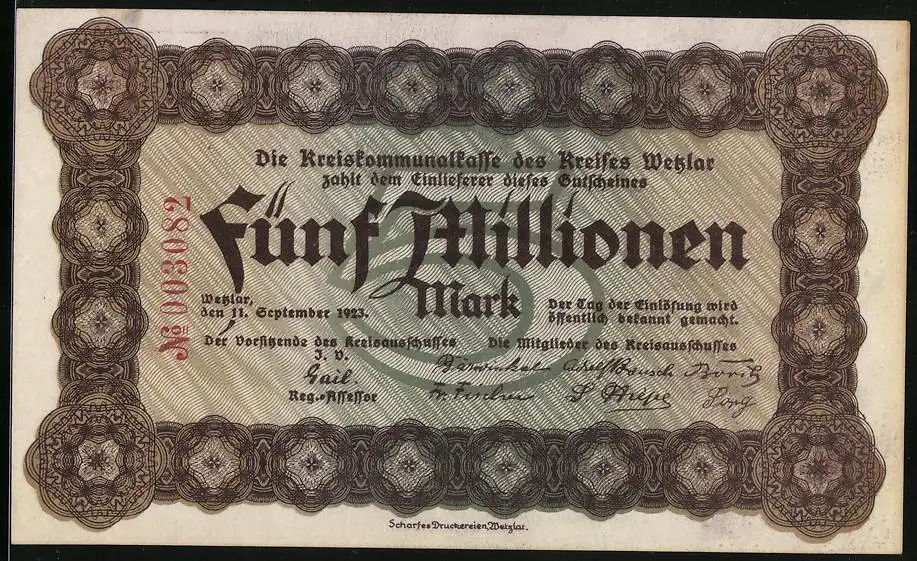 Die Kreiskommunalkasse des Kreises Wetzlar
zahlt dem Einlieferer dieses Gutscheines
Fünf Millionen
Mark
№ 003082
Wetzlar,
den 11. September 1923.
Der Tag der Einlösung wird
öffentlich bekannt gemacht.
Der Vorsitzende des Kreisausschusses
J. V.
Gail.
Reg.-Assessor
Die Mitglieder des Kreisausschusses
Scharfes Druckereien, Wetzlar.